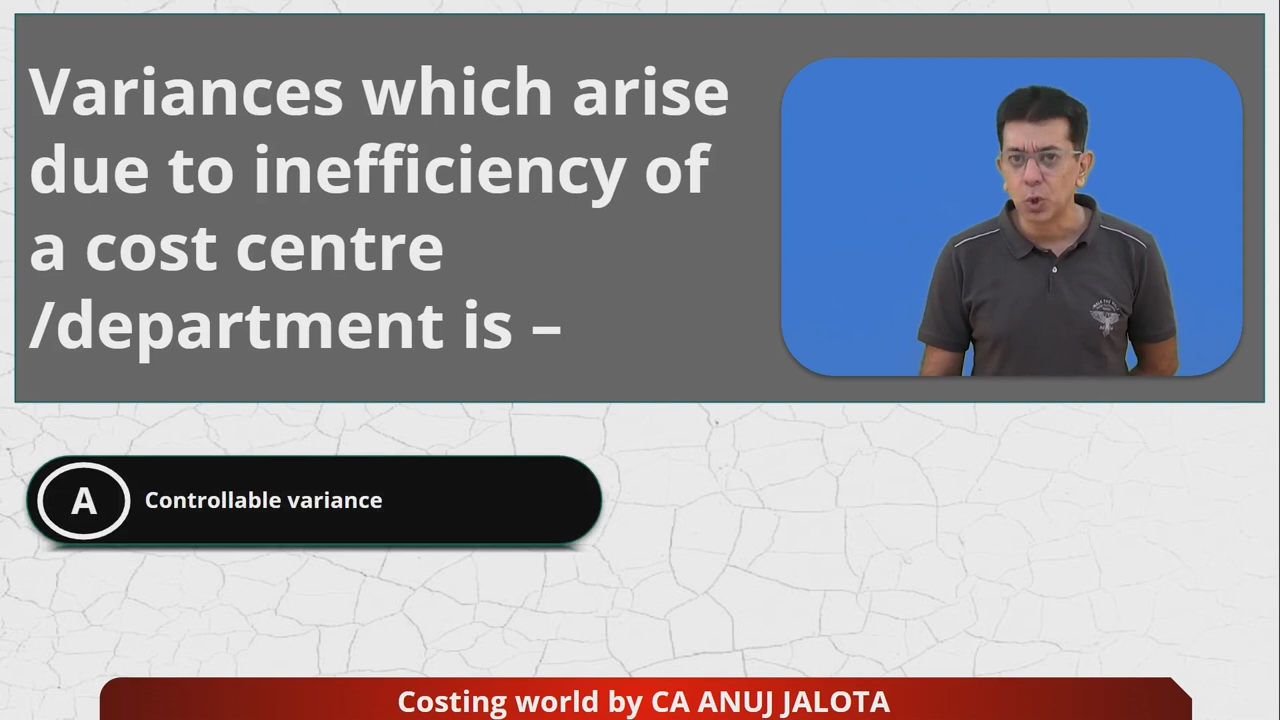 Variances which arise
due to inefficiency of
a cost centre
/department is –
A
Controllable variance
Costing world by CA ANUJ JALOTA